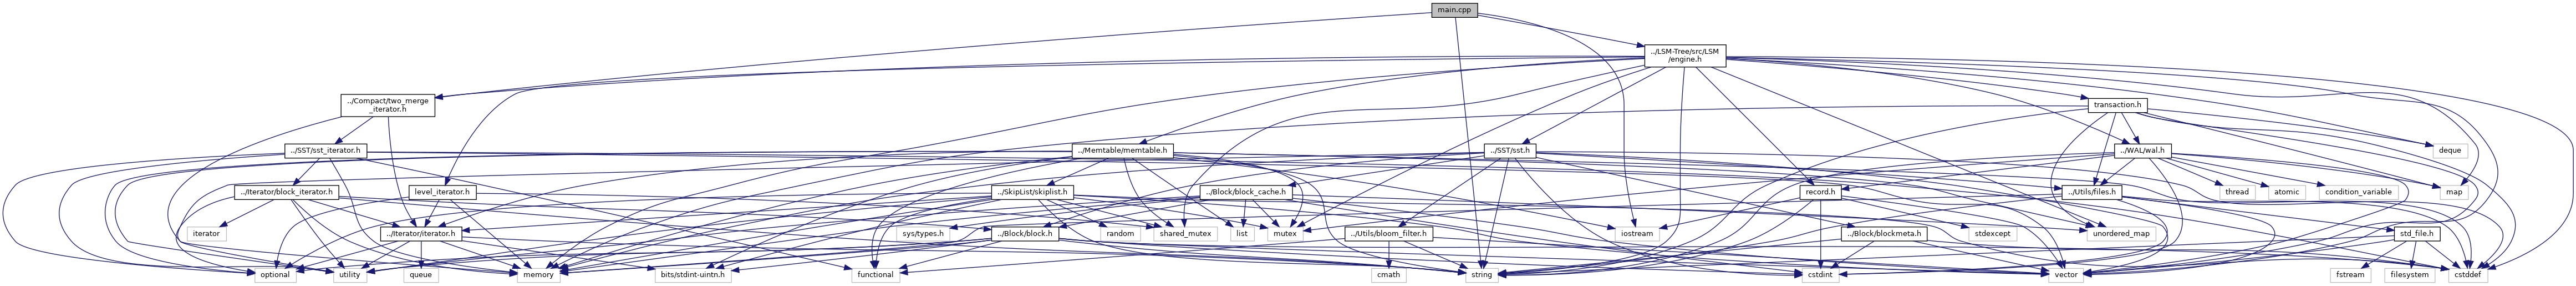 main.cpp
../LSM-Tree/src/LSM
/engine.h
../Compact/two_merge
_iterator.h
transaction.h
../SST/sst_iterator.h
../Memtable/memtable.h
../SST/sst.h
../WAL/wal.h
deque
../Iterator/block_iterator.h
level_iterator.h
../SkipList/skiplist.h
../Block/block_cache.h
record.h
../Utils/files.h
thread
atomic
condition_variable
map
iterator
../Iterator/iterator.h
sys/types.h
../Block/block.h
random
shared_mutex
list
mutex
../Utils/bloom_filter.h
iostream
../Block/blockmeta.h
stdexcept
unordered_map
std_file.h
optional
utility
queue
memory
bits/stdint-uintn.h
functional
cmath
string
cstdint
vector
fstream
filesystem
cstddef